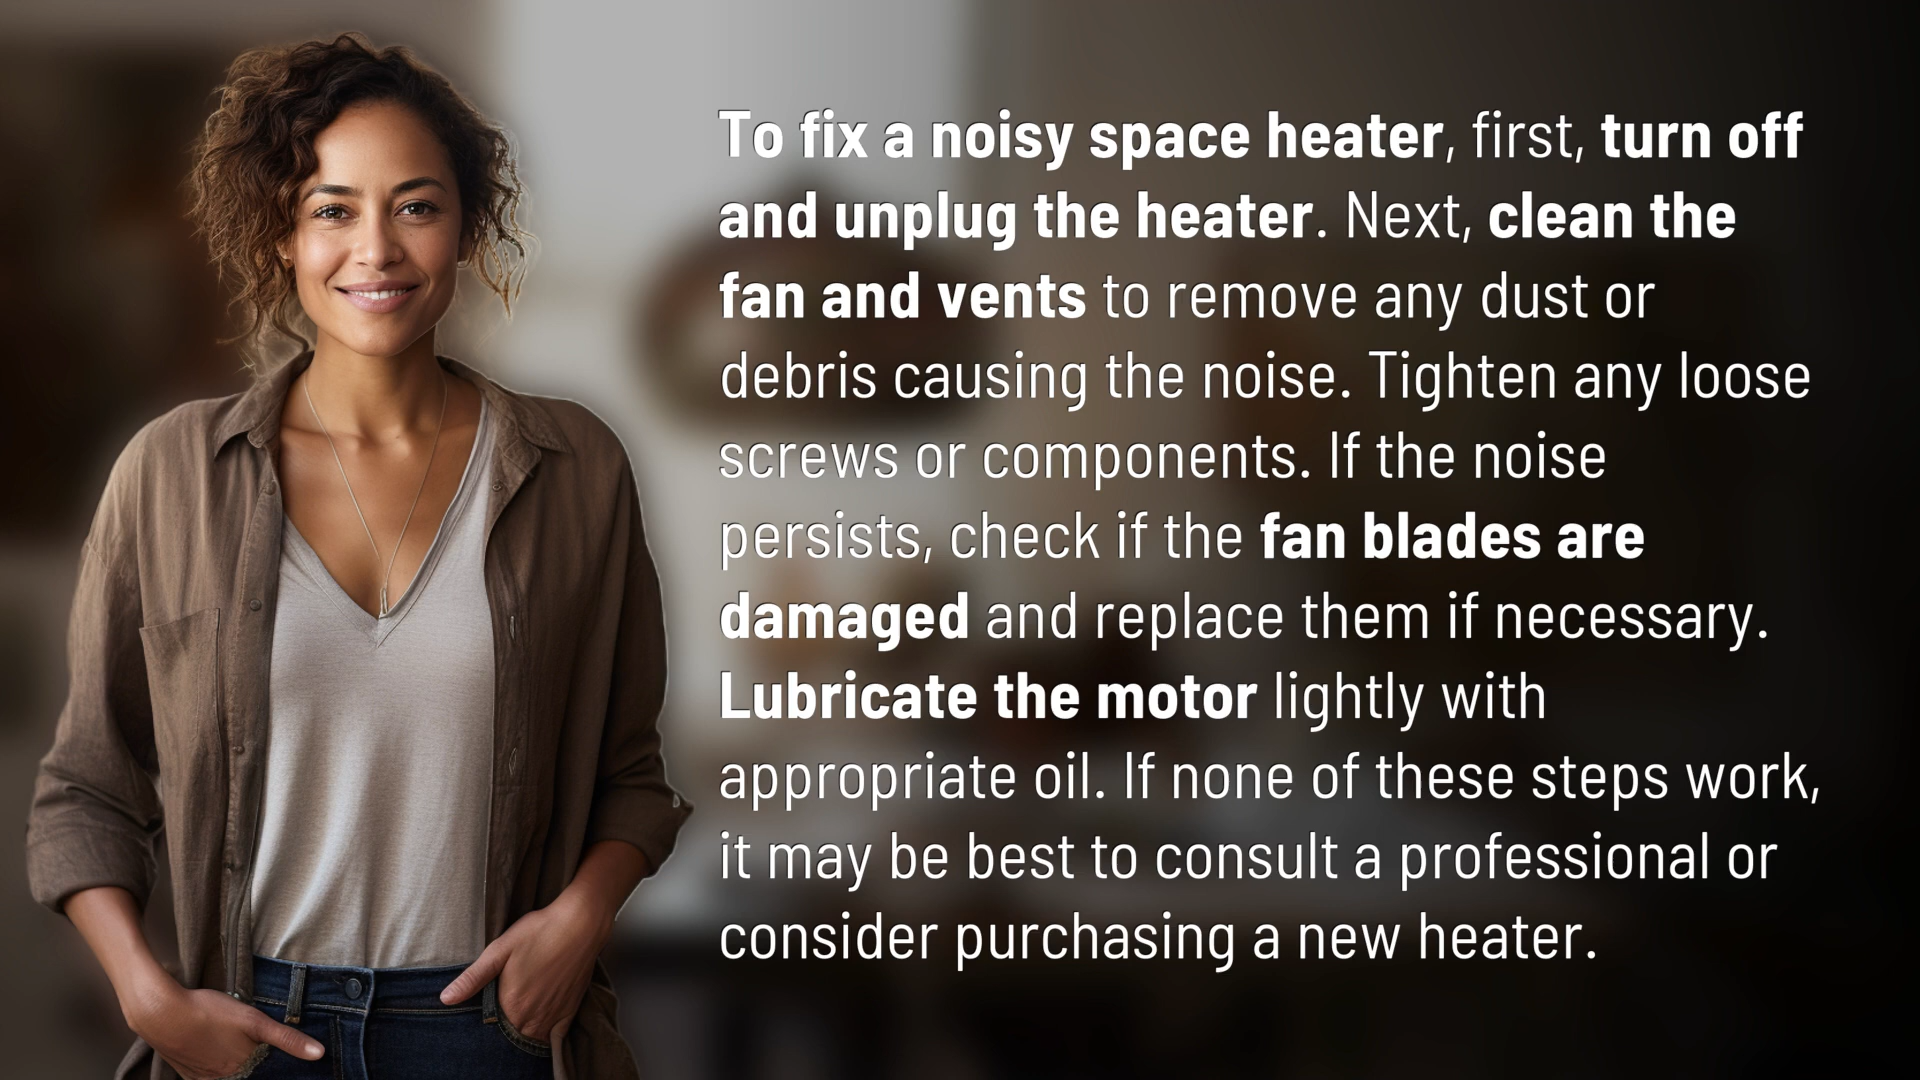 To fix a noisy space heater, first, turn off
and unplug the heater. Next, clean the
fan and vents to remove any dust or
debris causing the noise. Tighten any loose
screws or components. If the noise
persists, check if the fan blades are
damaged and replace them if necessary.
Lubricate the motor lightly with
appropriate oil. If none of these steps work,
it may be best to consult a professional or
consider purchasing a new heater.